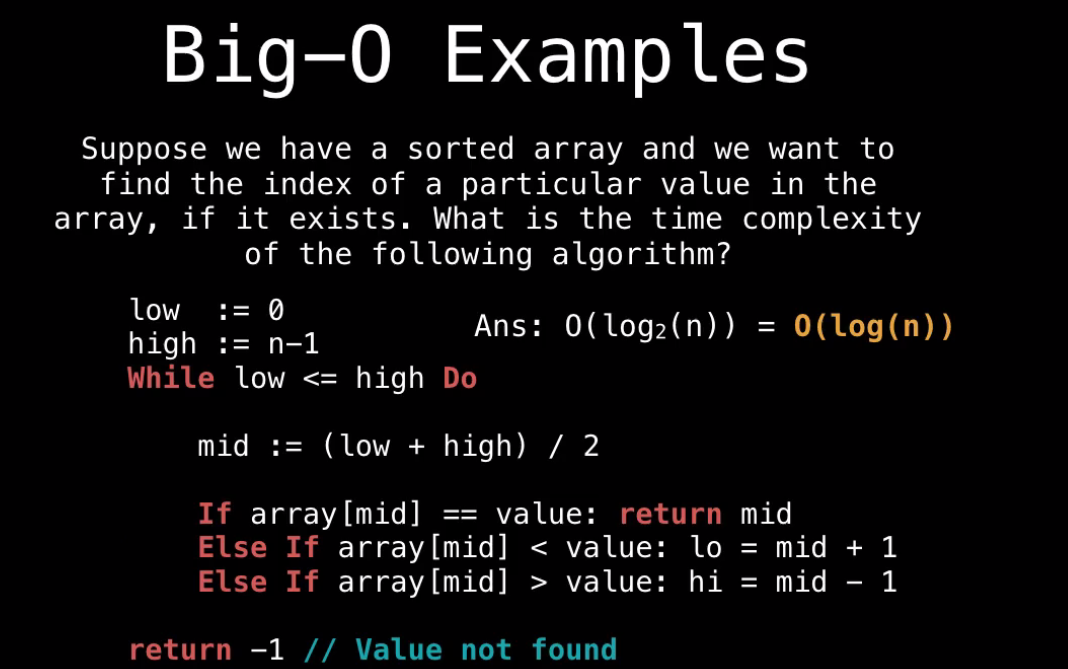 Big-O Examples
Suppose we have a sorted array and we want to
find the index of a particular value in the
array, if it exists. What is the time complexity
of the following algorithm?
low := 0
high := n-1
Ans: O(log₂(n)) = O(log(n))
While low <= high Do
mid := (low + high) / 2
If array[mid] == value: return mid
Else If array[mid] < value: lo = mid + 1
Else If array[mid] > value: hi = mid - 1
return -1 // Value not found